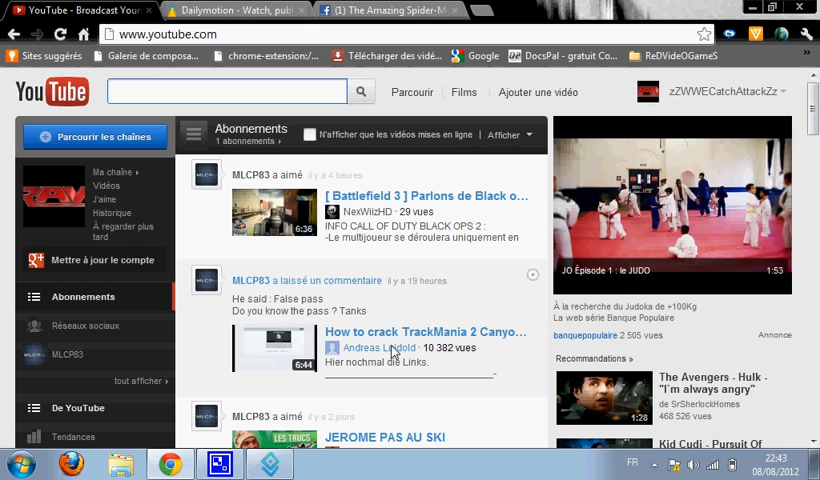 YouTube - Broadcast Your
Dailymotion - Watch, publ
(1) The Amazing Spider-M
www.youtube.com
Sites suggérés
Galerie de composa...
chrome-extension:/...
Télécharger des vidé...
Google
DocsPal - gratuit Co...
ReDVideOGameS
YouTube
Parcourir
Films
Ajouter une vidéo
zZWWECatchAttackZz
Parcourir les chaînes
Abonnements
1 abonnements ›
N'afficher que les vidéos mises en ligne
Afficher
RAW
Ma chaîne ›
Vidéos
J'aime
Historique
À regarder plus
tard
Mettre à jour le compte
Abonnements
Réseaux sociaux
MLCP83
tout afficher ›
De YouTube
Tendances
MLCP83 a aimé il y a 4 heures
[ Battlefield 3 ] Parlons de Black o...
NexWiizHD · 29 vues
INFO CALL OF DUTY BLACK OPS 2 :
-Le multijoueur se déroulera uniquement en
6:36
MLCP83 a laissé un commentaire il y a 19 heures
He said : False pass
Do you know the pass ? Tanks
How to crack TrackMania 2 Canyo...
Andreas · 10 382 vues
Hier nochmal die Links.
6:44
MLCP83 a aimé il y a 2 jours
JEROME PAS AU SKI
LES TRUCS
JO Épisode 1 : le JUDO
1:53
À la recherche du Judoka de +100Kg
La web série Banque Populaire
banquepopulaire 2 505 vues
Annonce
Recommandations »
The Avengers - Hulk -
"I'm always angry"
de SrSherlockHomes
468 526 vues
1:28
Kid Cudi - Pursuit Of
FR
22:43
08/08/2012